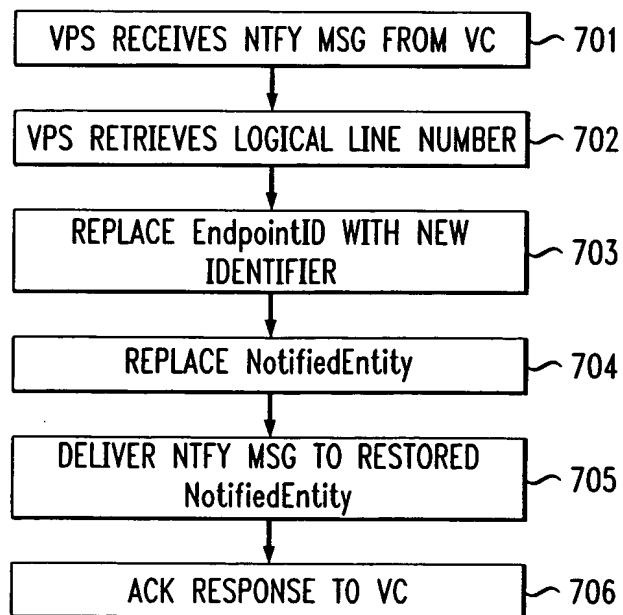 VPS RECEIVES NTFY MSG FROM VC
701
VPS RETRIEVES LOGICAL LINE NUMBER
702
REPLACE EndpointID WITH NEW
IDENTIFIER
703
REPLACE NotifiedEntity
704
DELIVER NTFY MSG TO RESTORED
NotifiedEntity
705
ACK RESPONSE TO VC
706